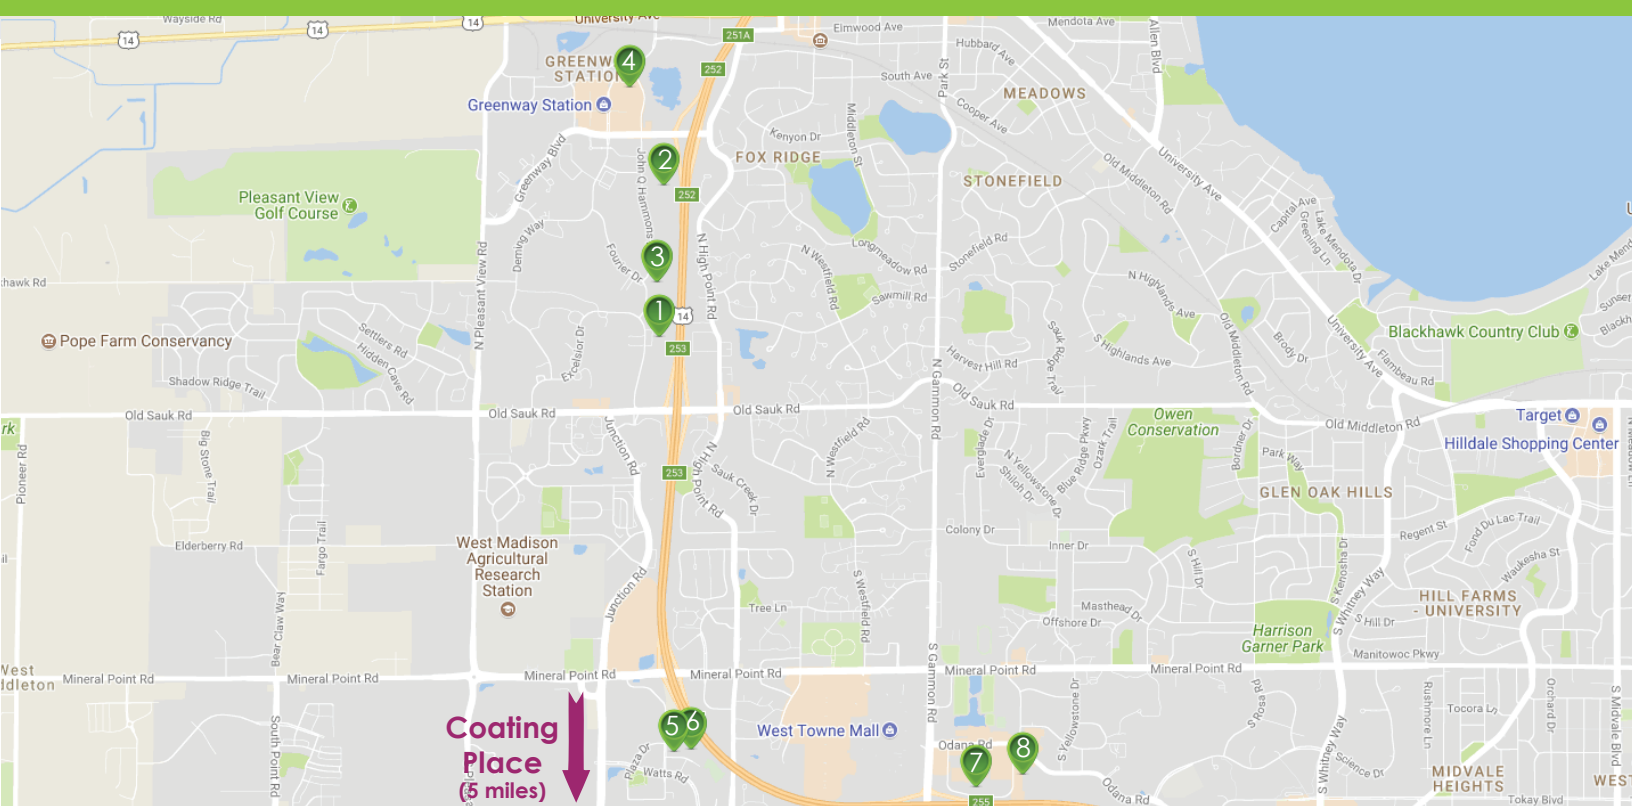 Wayside Rd
14
14
14
University Ave
251A
Elmwood Ave
Mendota Ave
Allen Blvd
Hubbard Ave
252
GREENW
STATIO
4
Greenway Station
South Ave
Park St
MEADOWS
Cooper Ave
Middleton St
Kenyon Dr
FOX RIDGE
University Ave
Old Middleton Rd
STONEFIELD
Greenway Blvd
John Q Hammons
2
252
Pleasant View
Golf Course
Capital Ave
Lake Mendota Dr
Greening Ln
Lake Mend
Deming Way
N Pleasant View Rd
Fourier Dr
3
N High Point Rd
N Westfield Rd
Longmeadow Rd
Stonefield Rd
hawk Rd
Sawmill Rd
N Highlands Ave
Sunset
Blackh
1
14
253
Pope Farm Conservancy
Settlers Rd
Hidden Cave Rd
Shadow Ridge Trail
Excelsior Dr
N Gammon Rd
Harvest Hill Rd
Sauk Ridge Trail
S Highlands Ave
Old Middleton Rd
Brody Dr
University Ave
Blackhawk Country Club
Flambeau Rd
Old Sauk Rd
Old Sauk Rd
Old Sauk Rd
Old Sauk Rd
Owen
Conservation
Old Middleton Rd
Target
Hilldale Shopping Center
rk
Pioneer Rd
Big Stone Trail
Junction Rd
253
N High Point Rd
Sauk Creek Dr
N Westfield Rd
Everglade Dr
N Yellowstone Dr
Shiloh Dr
Blue Ridge Pkwy
Ozark Trail
Bordner Dr
Park Way
GLEN OAK HILLS
Colony Dr
Inner Dr
Regent St
Fond Du Lac Trail
Waukesha St
Elderberry Rd
Fargo Trail
West Madison
Agricultural
Research
Station
Junction Rd
Bear Claw Way
Tree Ln
S Westfield Rd
Masthead Dr
Offshore Dr
S Hill Dr
S Kenosha Dr
S Whitney Way
HILL FARMS
- UNIVERSITY
S Hill Dr
Harrison
Garner Park
Manitowoc Pkwy
West
ddleton
Mineral Point Rd
Mineral Point Rd
Mineral Point Rd
Mineral Point Rd
Mineral Point Rd
Mineral Point Rd
S Gammon Rd
South Point Rd
Coating
Place
(5 miles)
5
6
Plaza Dr
Watts Rd
West Towne Mall
Odana Rd
7
8
255
S Yellowstone Dr
Odana Rd
S Rosa Rd
S Whitney Way
Science Dr
Rushmore Ln
Tocora Ln
Orchard Dr
S Midvale Blvd
MIDVALE
HEIGHTS
WEST
Tokay Blvd